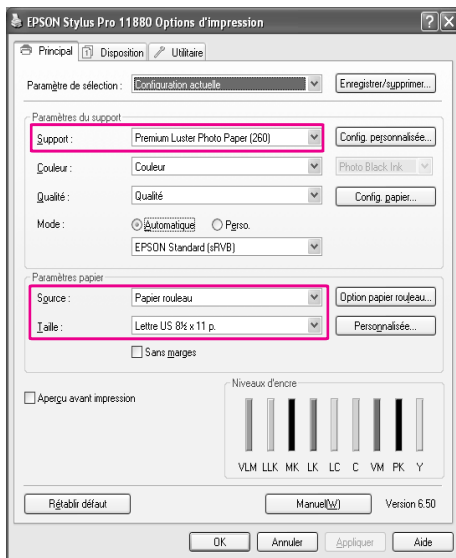 EPSON Stylus Pro 11880 Options d'impression
Principal Disposition Utilitaire
Paramètre de sélection : Configuration actuelle Enregistrer/supprimer...
Paramètres du support
Support : Premium Luster Photo Paper (260) Config. personnalisée...
Couleur : Couleur Photo Black Ink
Qualité : Qualité Config. papier...
Mode : Automatique Perso.
EPSON Standard (sRVB)
Paramètres papier
Source : Papier rouleau Option papier rouleau...
Taille : Lettre US 8½ x 11 p. Personnalisée...
Sans marges
Aperçu avant impression
Niveaux d'encre
VLM LLK MK LK LC C VM PK Y
Rétablir défaut Manuel(W) Version 6.50
OK Annuler Appliquer Aide